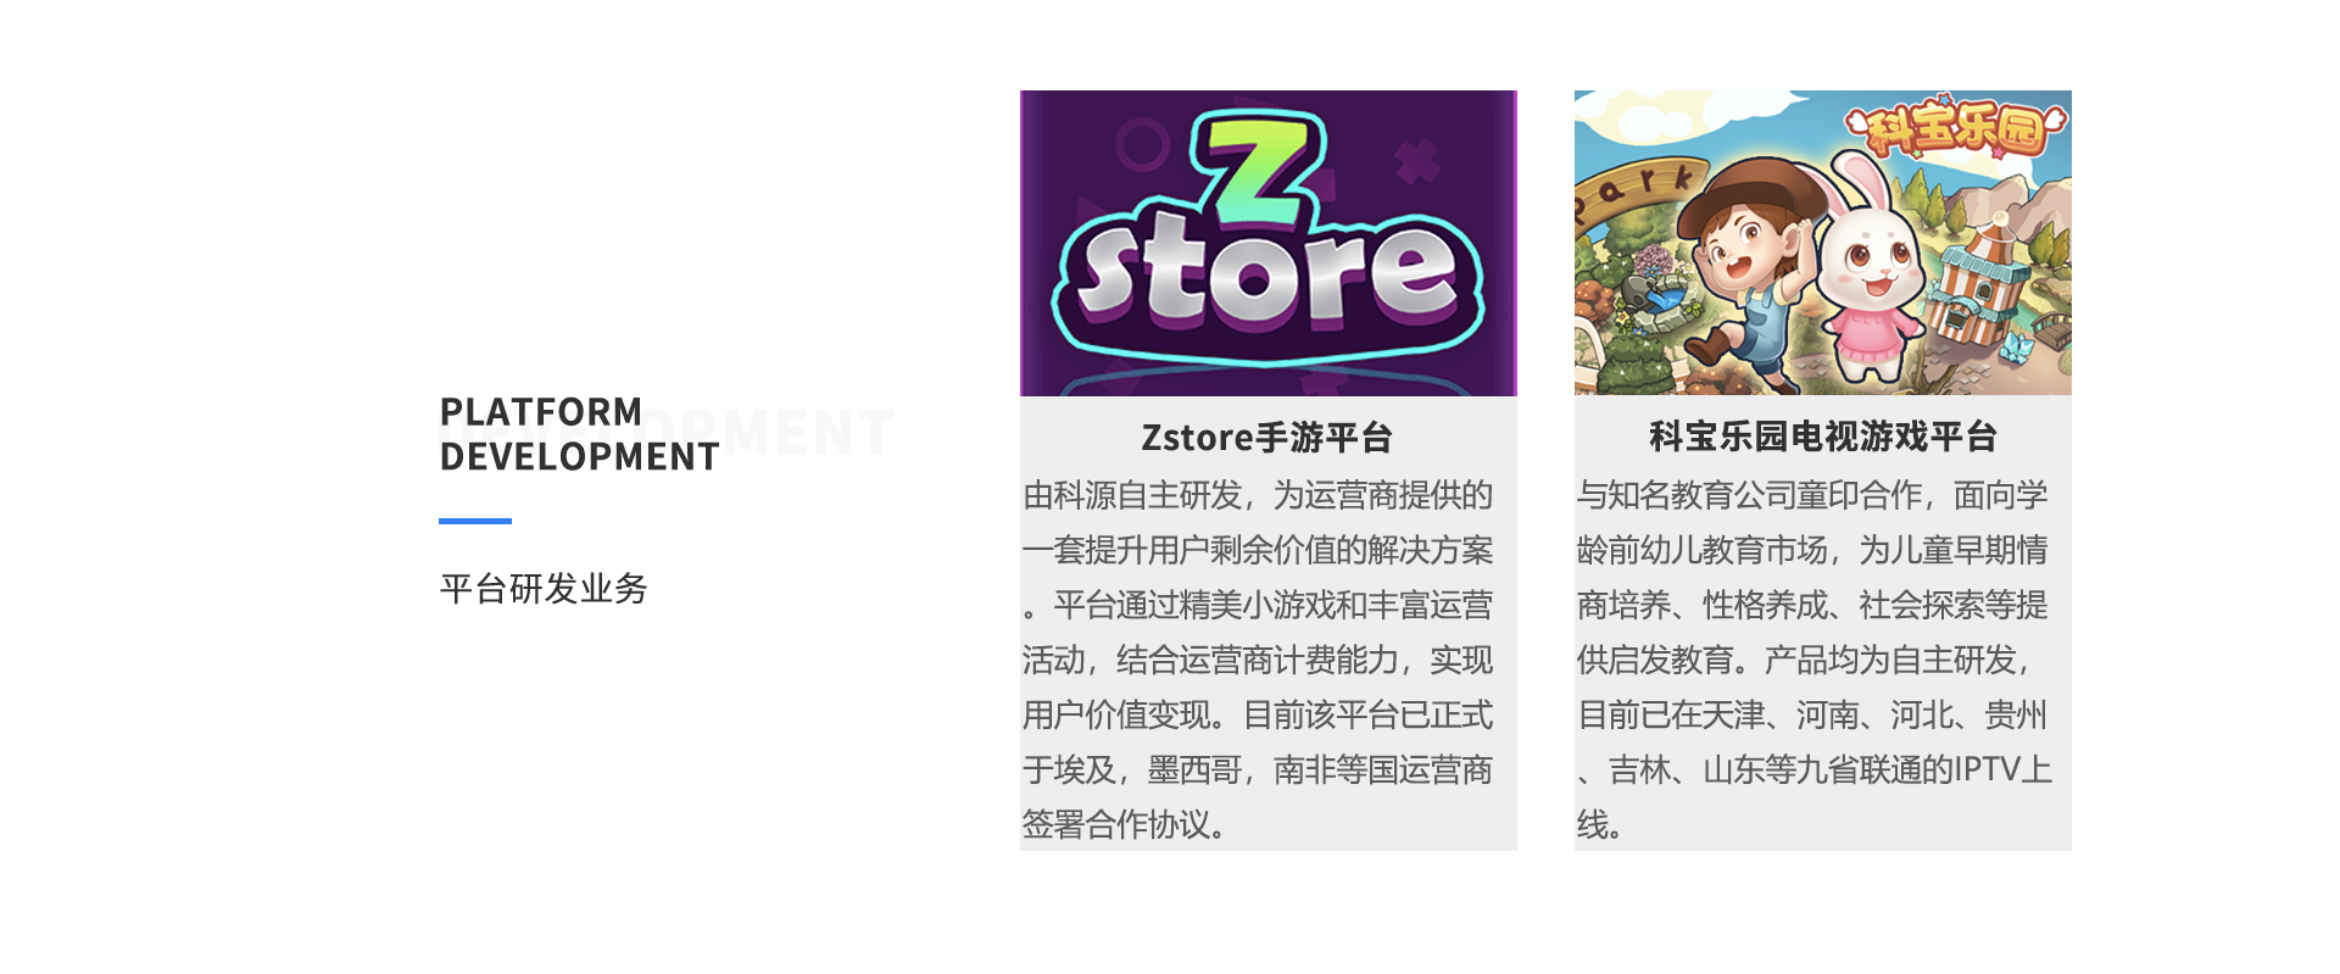 PLATFORM
DEVELOPMENT
DEVELOPMENT
平台研发业务
Z
store
Zstore手游平台
由科源自主研发，为运营商提供的
一套提升用户剩余价值的解决方案
。平台通过精美小游戏和丰富运营
活动，结合运营商计费能力，实现
用户价值变现。目前该平台已正式
于埃及，墨西哥，南非等国运营商
签署合作协议。
科宝乐园
park
科宝乐园电视游戏平台
与知名教育公司童印合作，面向学
龄前幼儿教育市场，为儿童早期情
商培养、性格养成、社会探索等提
供启发教育。产品均为自主研发，
目前已在天津、河南、河北、贵州
、吉林、山东等九省联通的IPTV上
线。